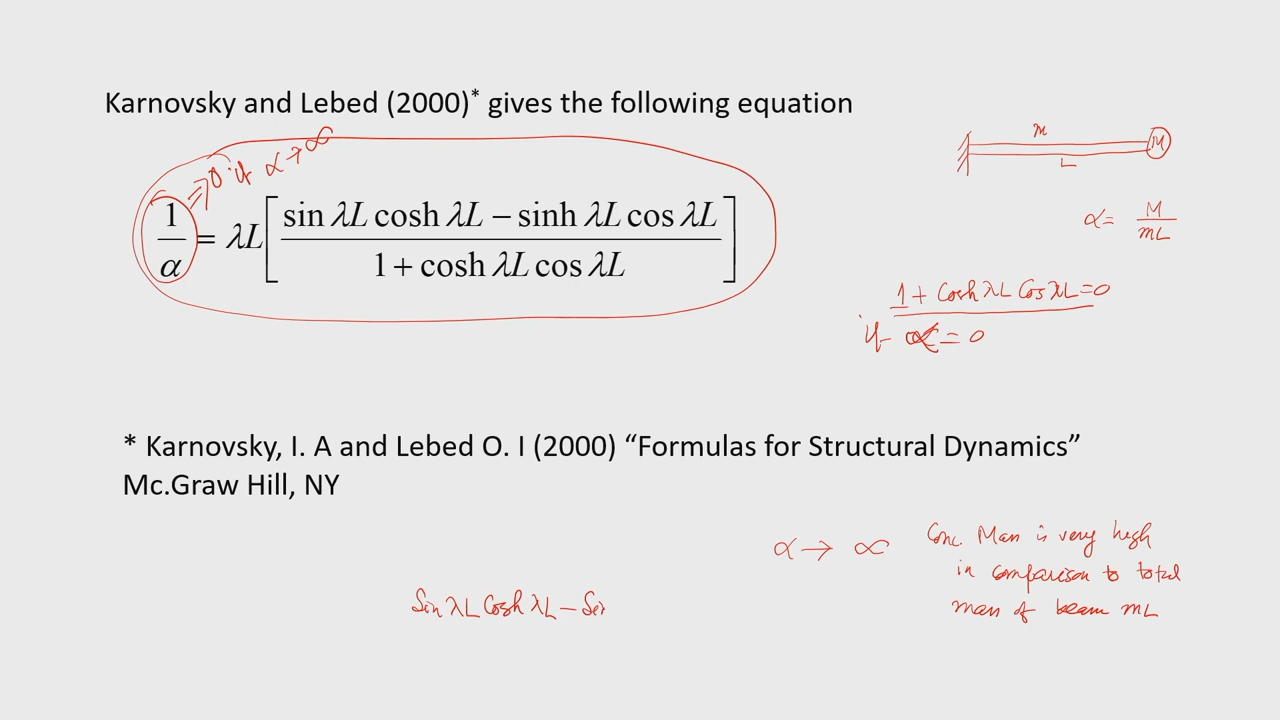 Karnovsky and Lebed (2000)* gives the following equation
⇒ 0 if α → ∞
1/α = λL[(sin λL cosh λL − sinh λL cos λL)/(1 + cosh λL cos λL)]
m
M
L
α = M/mL
1 + Cosh λL Cos λL = 0
if α = 0
* Karnovsky, I. A and Lebed O. I (2000) “Formulas for Structural Dynamics”
Mc.Graw Hill, NY
α → ∞ Conc. Mass is very high
in comparison to total
mass of beam mL
Sin λL Cosh λL −